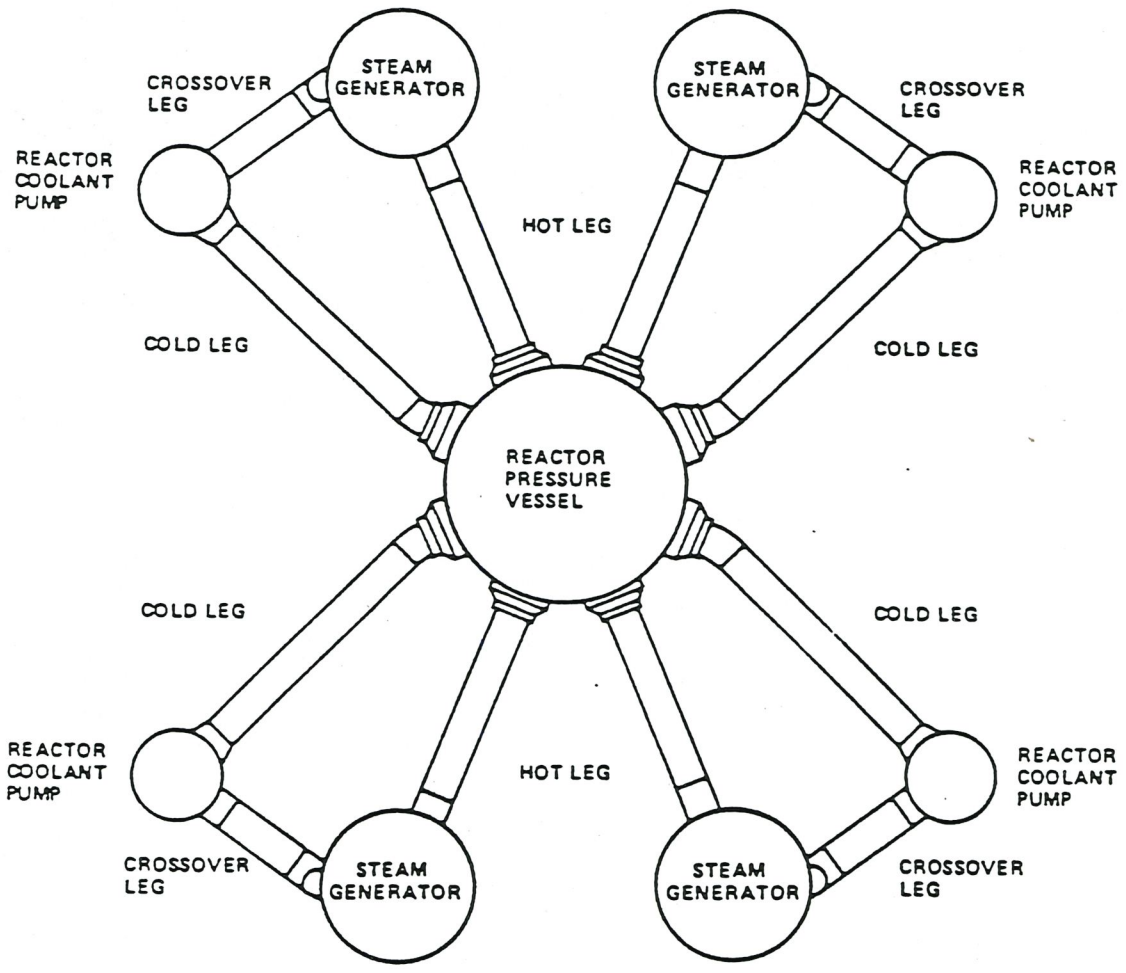 STEAM
GENERATOR
STEAM
GENERATOR
CROSSOVER
LEG
CROSSOVER
LEG
REACTOR
COOLANT
PUMP
REACTOR
COOLANT
PUMP
HOT LEG
COLD LEG
COLD LEG
REACTOR
PRESSURE
VESSEL
COLD LEG
COLD LEG
REACTOR
COOLANT
PUMP
HOT LEG
REACTOR
COOLANT
PUMP
CROSSOVER
LEG
STEAM
GENERATOR
STEAM
GENERATOR
CROSSOVER
LEG